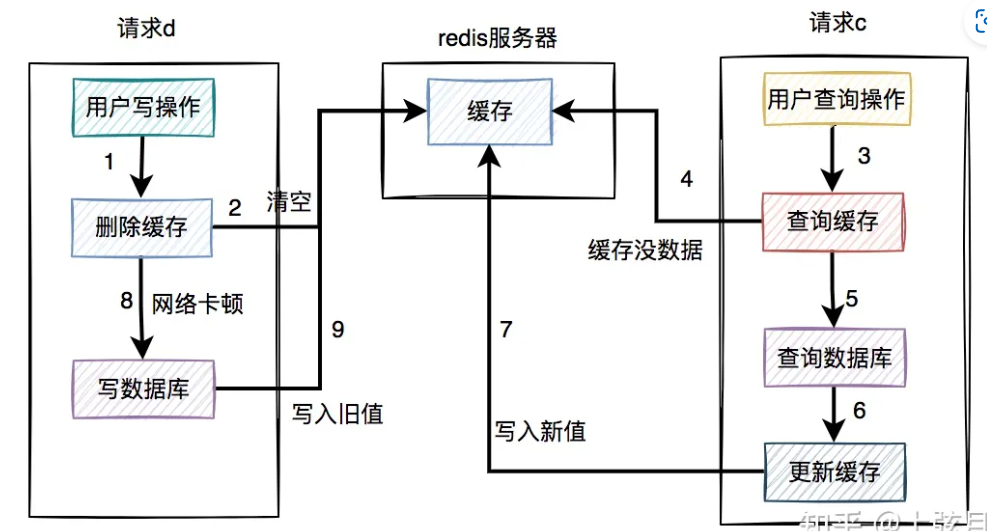 请求d
redis服务器
请求c
用户写操作
缓存
用户查询操作
1
3
2
清空
4
删除缓存
查询缓存
缓存没数据
8
网络卡顿
9
7
5
写数据库
查询数据库
写入旧值
写入新值
6
更新缓存